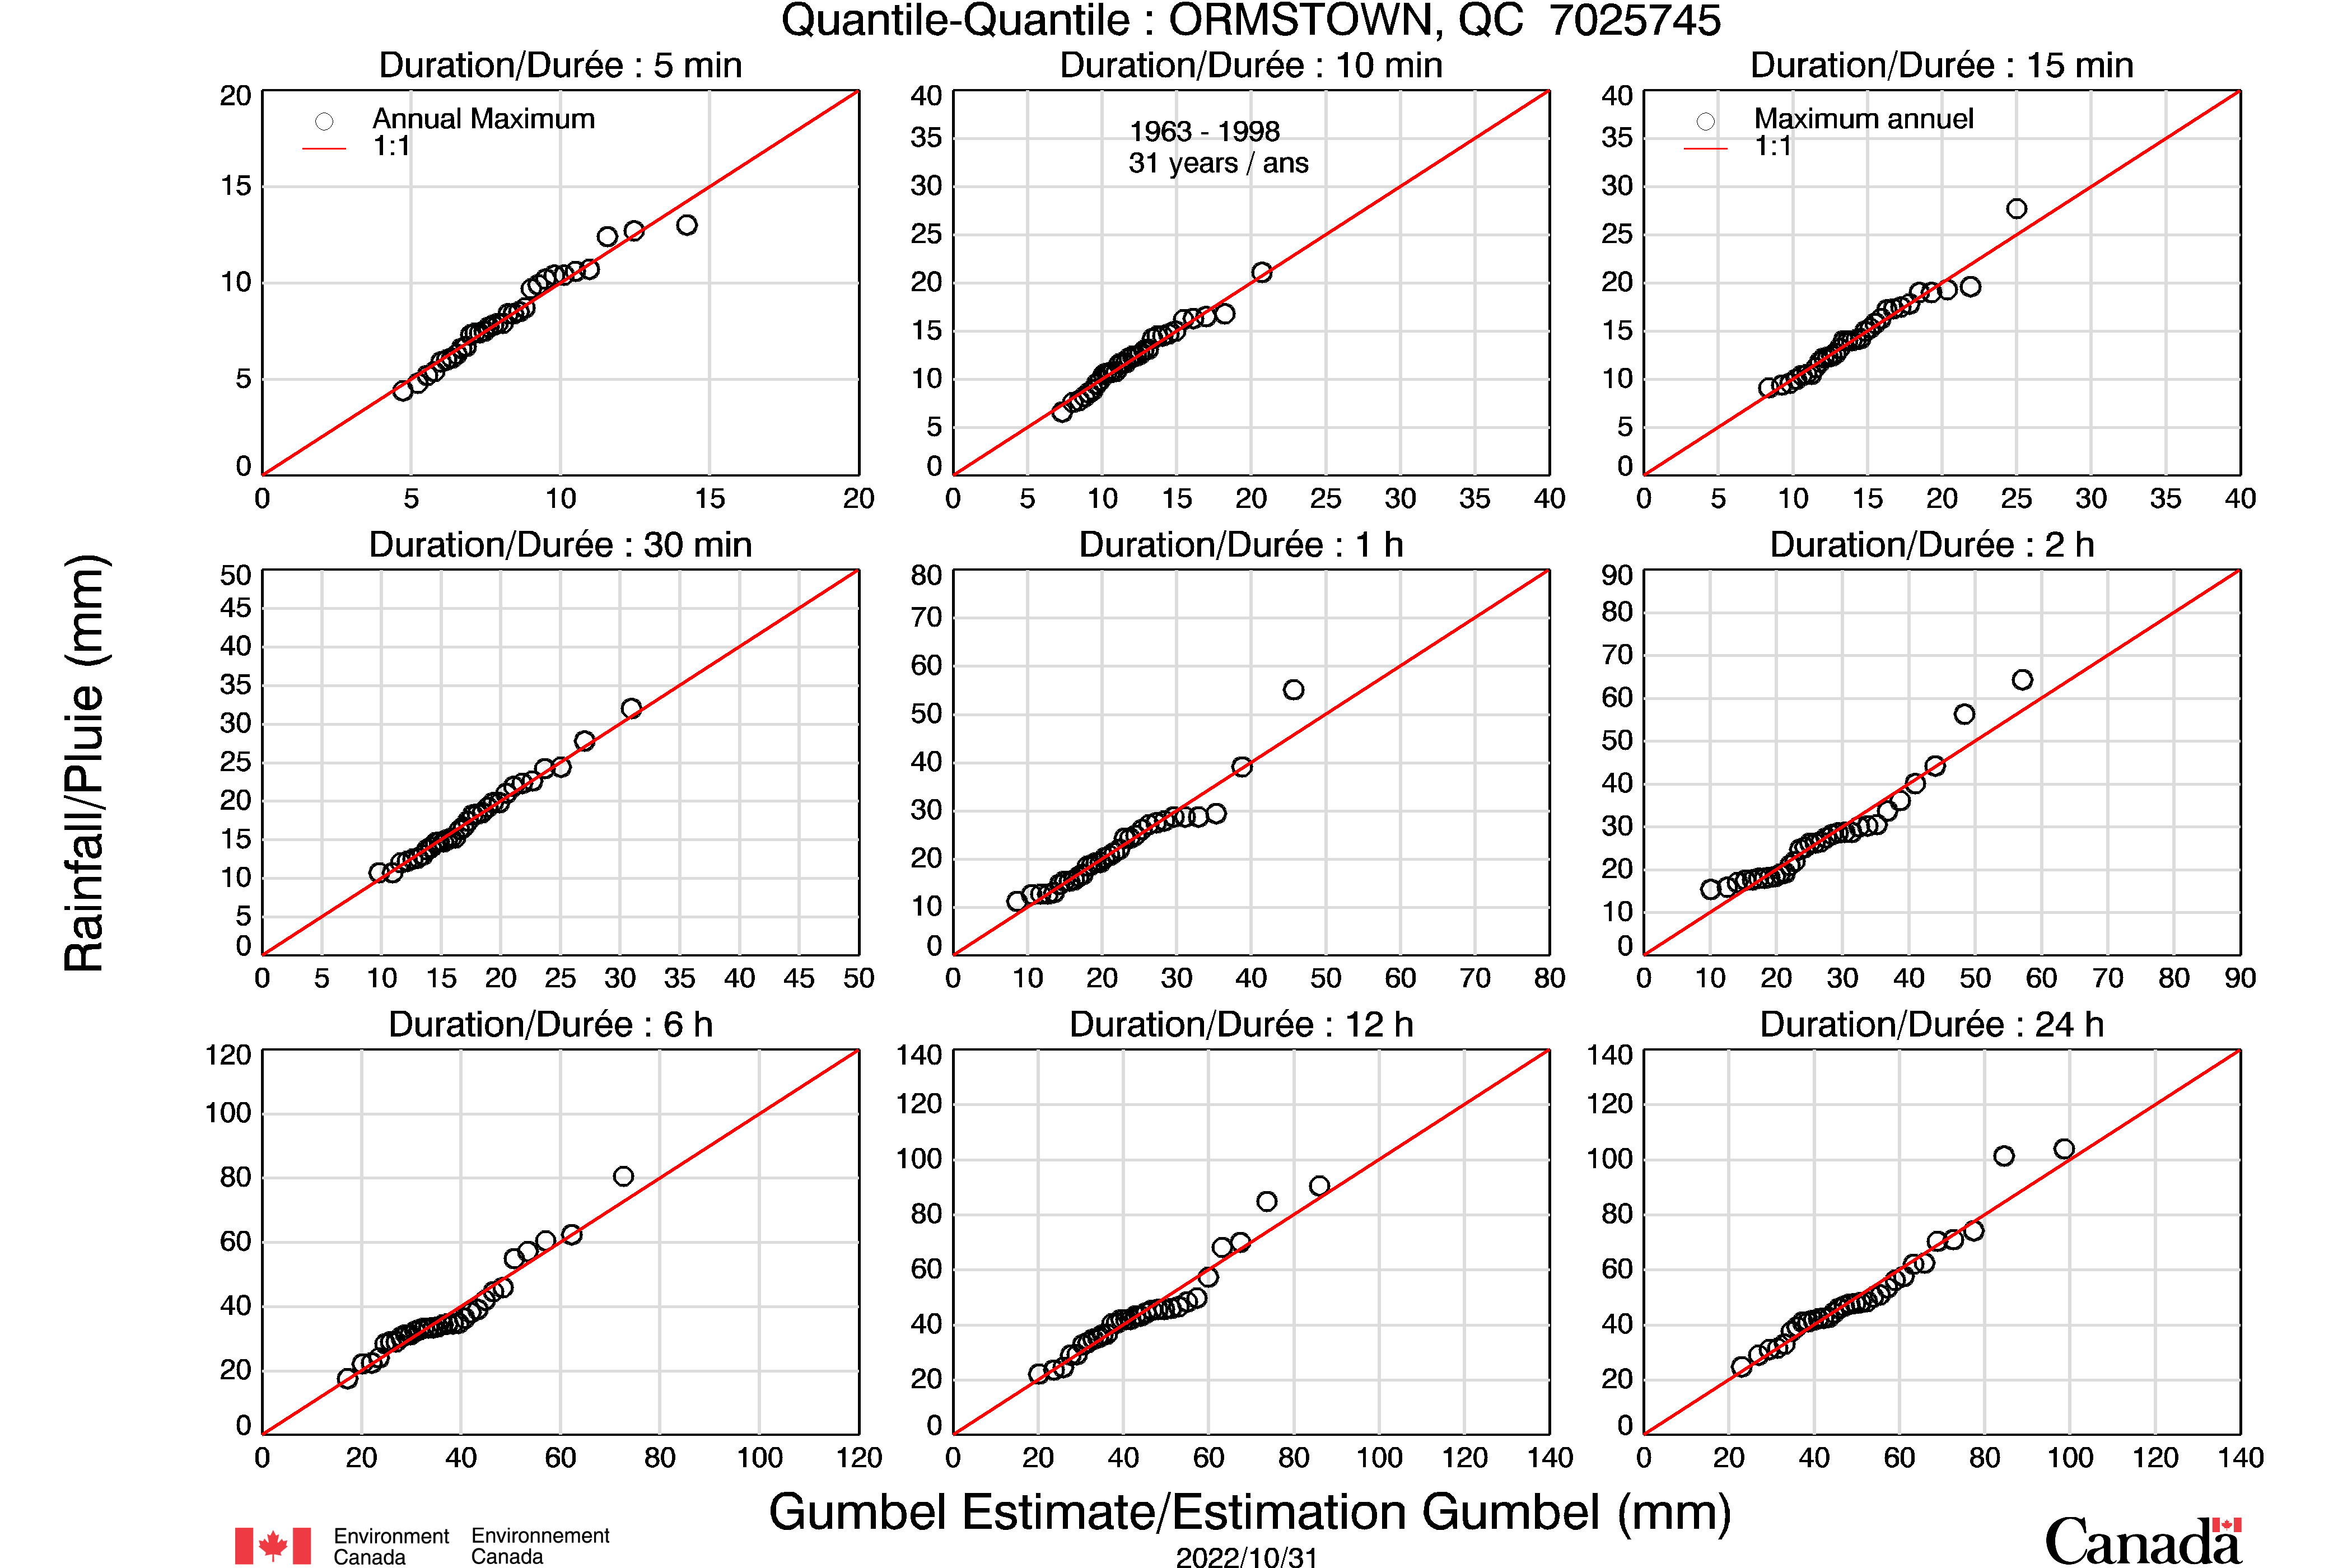 Quantile-Quantile : ORMSTOWN, QC 7025745
Duration/Durée : 5 min
20
15
10
5
0
0 5 10 15 20
Annual Maximum
1:1
Duration/Durée : 10 min
40
35
30
25
20
15
10
5
0
0 5 10 15 20 25 30 35 40
1963 - 1998
31 years / ans
Duration/Durée : 15 min
40
35
30
25
20
15
10
5
0
0 5 10 15 20 25 30 35 40
Maximum annuel
1:1
Rainfall/Pluie (mm)
Duration/Durée : 30 min
50
45
40
35
30
25
20
15
10
5
0
0 5 10 15 20 25 30 35 40 45 50
Duration/Durée : 1 h
80
70
60
50
40
30
20
10
0
0 10 20 30 40 50 60 70 80
Duration/Durée : 2 h
90
80
70
60
50
40
30
20
10
0
0 10 20 30 40 50 60 70 80 90
Duration/Durée : 6 h
120
100
80
60
40
20
0
0 20 40 60 80 100 120
Duration/Durée : 12 h
140
120
100
80
60
40
20
0
0 20 40 60 80 100 120 140
Duration/Durée : 24 h
140
120
100
80
60
40
20
0
0 20 40 60 80 100 120 140
Gumbel Estimate/Estimation Gumbel (mm)
Environment Environnement
Canada Canada
2022/10/31
Canada